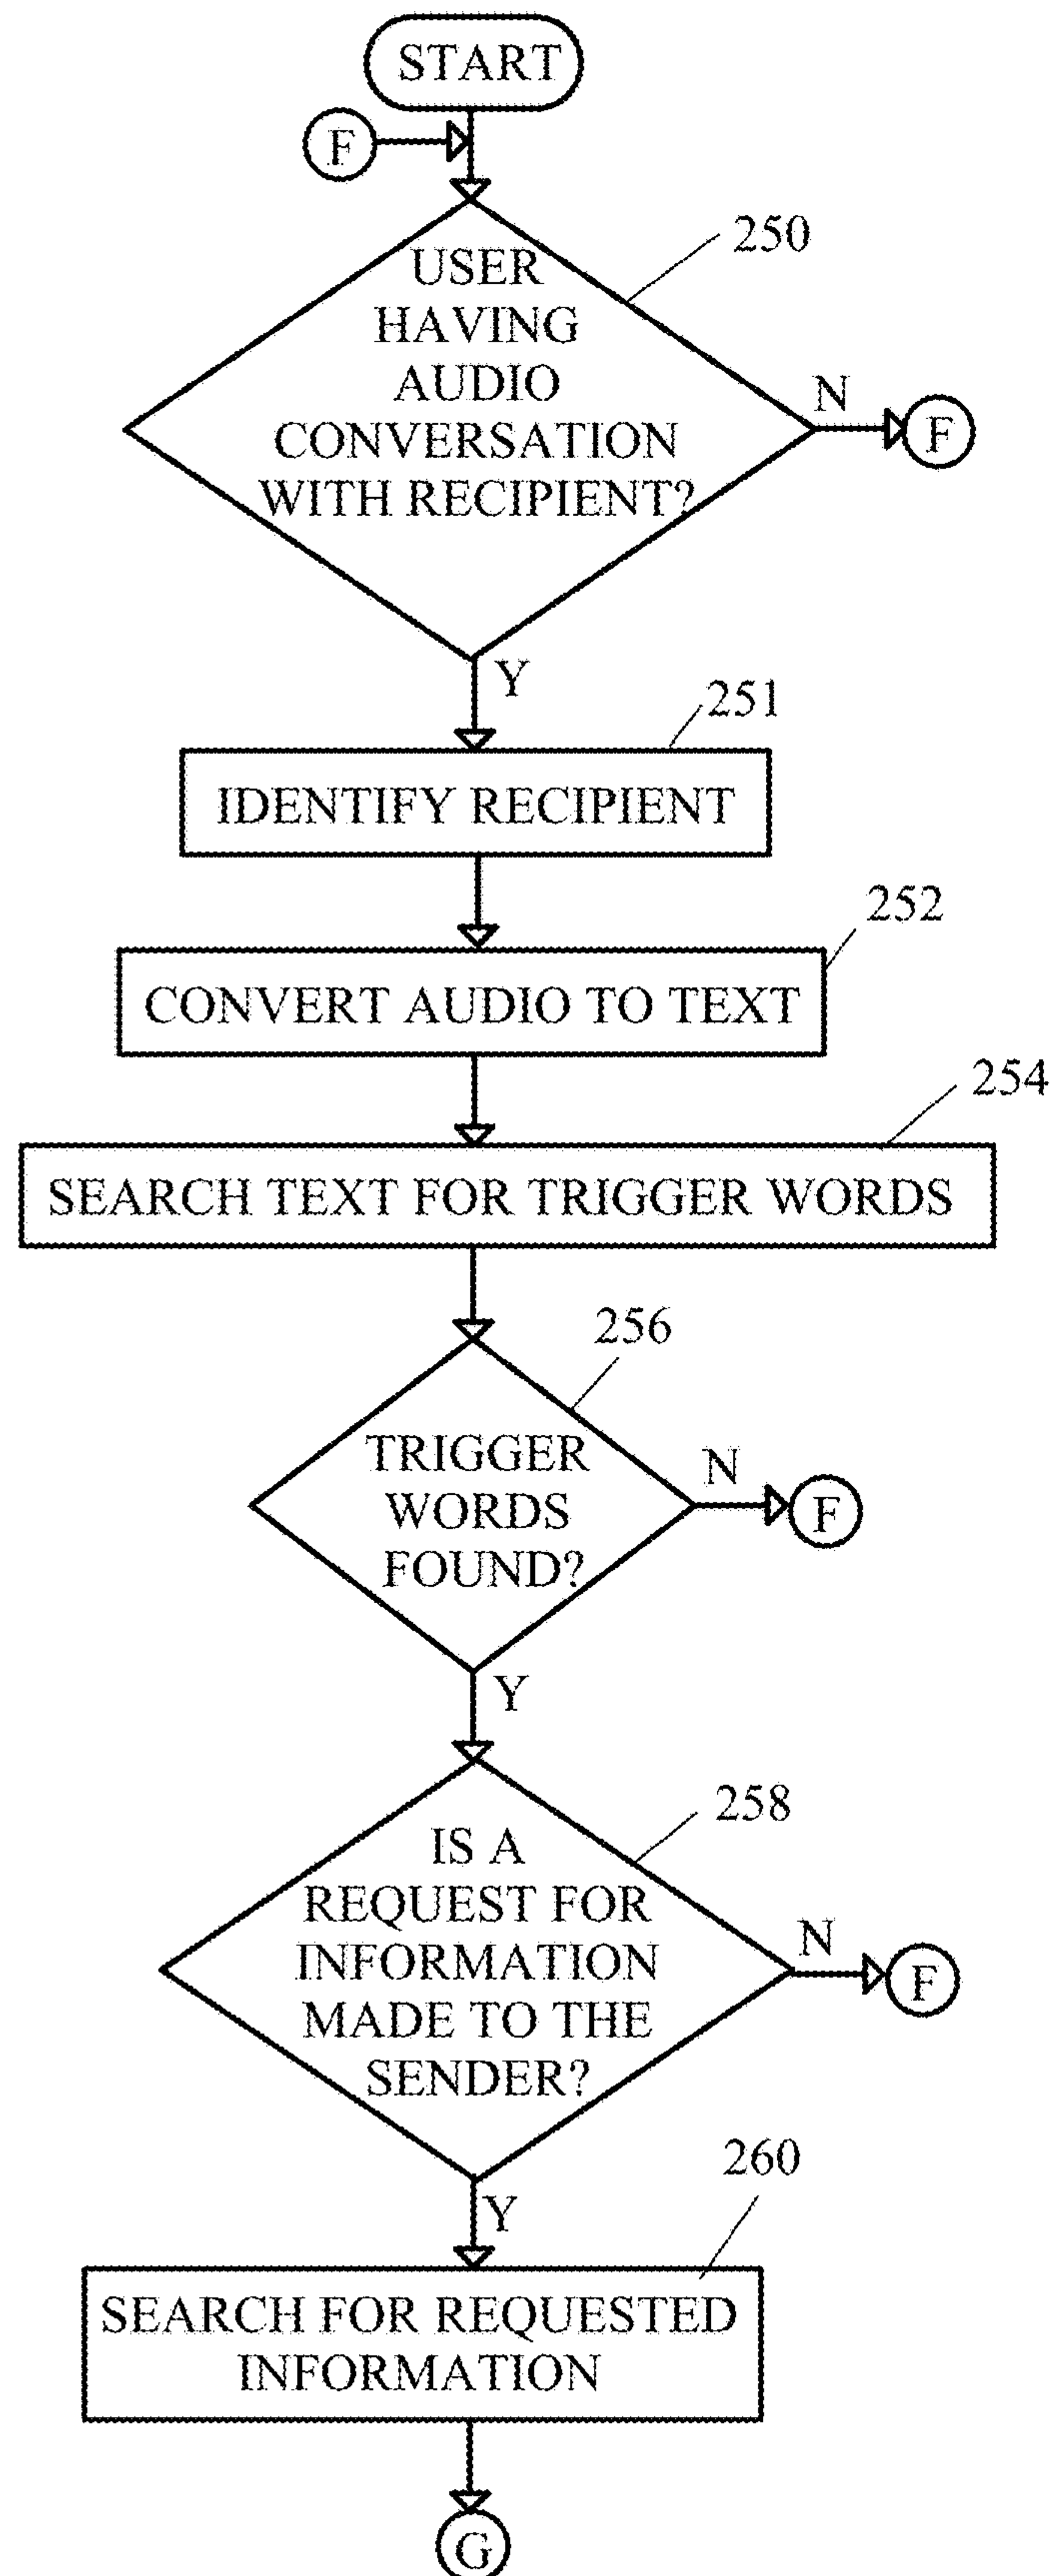 START
F
250
USER
HAVING
AUDIO
CONVERSATION
WITH RECIPIENT?
N
F
Y
251
IDENTIFY RECIPIENT
252
CONVERT AUDIO TO TEXT
254
SEARCH TEXT FOR TRIGGER WORDS
256
TRIGGER
WORDS
FOUND?
N
F
Y
258
IS A
REQUEST FOR
INFORMATION
MADE TO THE
SENDER?
N
F
Y
260
SEARCH FOR REQUESTED
INFORMATION
G